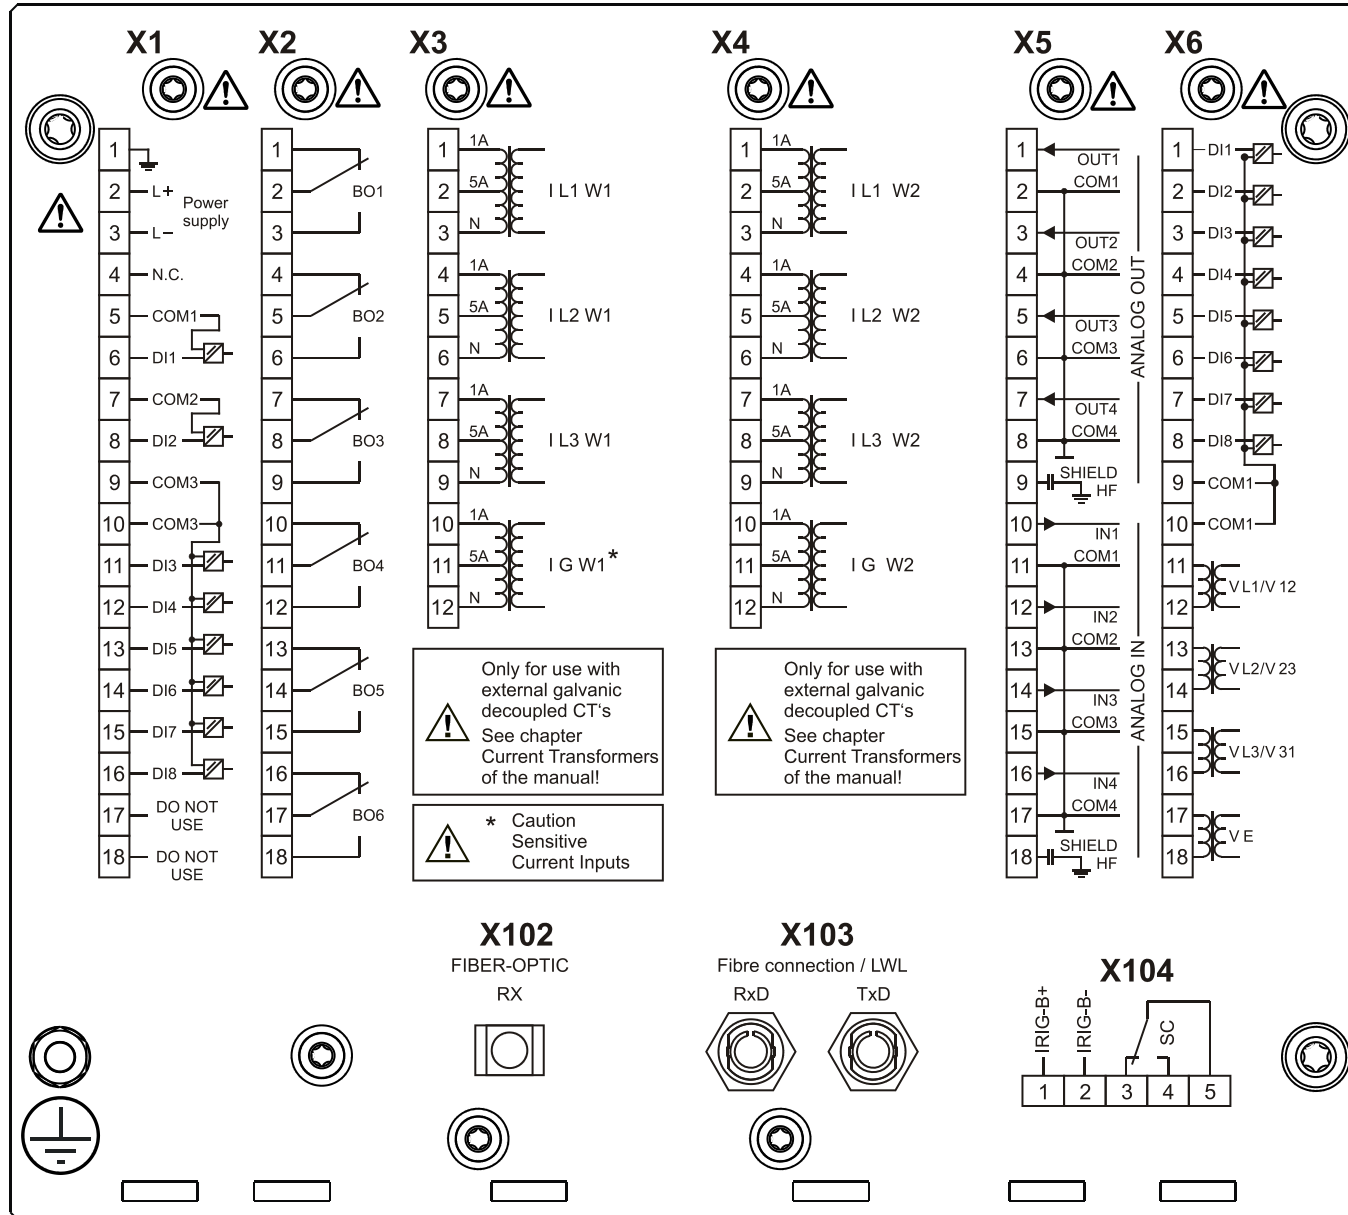 X1
X2
X3
X4
X5
X6
1
2 L+
Power
supply
3 L–
4 N.C.
5 COM1
6 DI1
7 COM2
8 DI2
9 COM3
10 COM3
11 DI3
12 DI4
13 DI5
14 DI6
15 DI7
16 DI8
17 DO NOT
USE
18 DO NOT
USE
1
2 BO1
3
4
5 BO2
6
7
8 BO3
9
10
11 BO4
12
13
14 BO5
15
16
17 BO6
18
1 1A
2 5A I L1 W1
3 N
4 1A
5 5A I L2 W1
6 N
7 1A
8 5A I L3 W1
9 N
10 1A
11 5A I G W1*
12 N
Only for use with
external galvanic
decoupled CT's
See chapter
Current Transformers
of the manual!
* Caution
Sensitive
Current Inputs
1 1A
2 5A I L1 W2
3 N
4 1A
5 5A I L2 W2
6 N
7 1A
8 5A I L3 W2
9 N
10 1A
11 5A I G W2
12 N
Only for use with
external galvanic
decoupled CT's
See chapter
Current Transformers
of the manual!
1 OUT1
2 COM1
3 OUT2
4 COM2
5 OUT3
6 COM3
7 OUT4
8 COM4
9 SHIELD
HF
ANALOG OUT
10 IN1
11 COM1
12 IN2
13 COM2
14 IN3
15 COM3
16 IN4
17 COM4
18 SHIELD
HF
ANALOG IN
1 DI1
2 DI2
3 DI3
4 DI4
5 DI5
6 DI6
7 DI7
8 DI8
9 COM1
10 COM1
11
V L1/V 12
12
13
V L2/V 23
14
15
V L3/V 31
16
17
V E
18
X102
FIBER-OPTIC
RX
X103
Fibre connection / LWL
RxD TxD
X104
IRIG-B+
IRIG-B-
SC
1 2 3 4 5